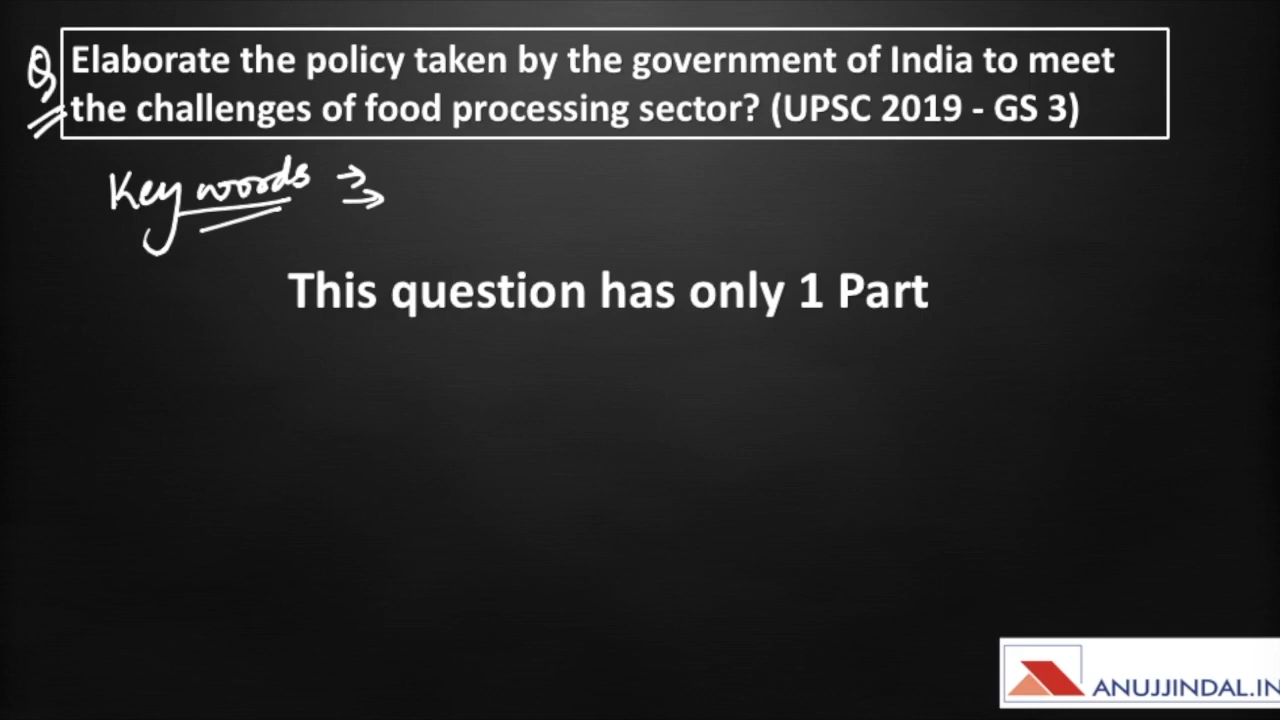 Q Elaborate the policy taken by the government of India to meet
the challenges of food processing sector? (UPSC 2019 - GS 3)
Key words →
This question has only 1 Part
ANUJJINDAL.IN